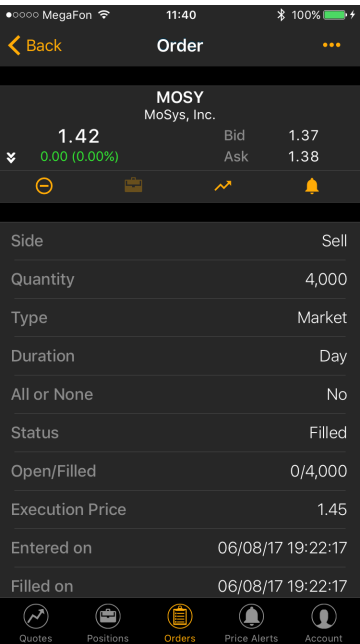 MegaFon 11:40 100%
Back Order
MOSY
MoSys, Inc.
1.42 Bid 1.37
0.00 (0.00%) Ask 1.38
Side Sell
Quantity 4,000
Type Market
Duration Day
All or None No
Status Filled
Open/Filled 0/4,000
Execution Price 1.45
Entered on 06/08/17 19:22:17
Filled on 06/08/17 19:22:17
Quotes Positions Orders Price Alerts Account